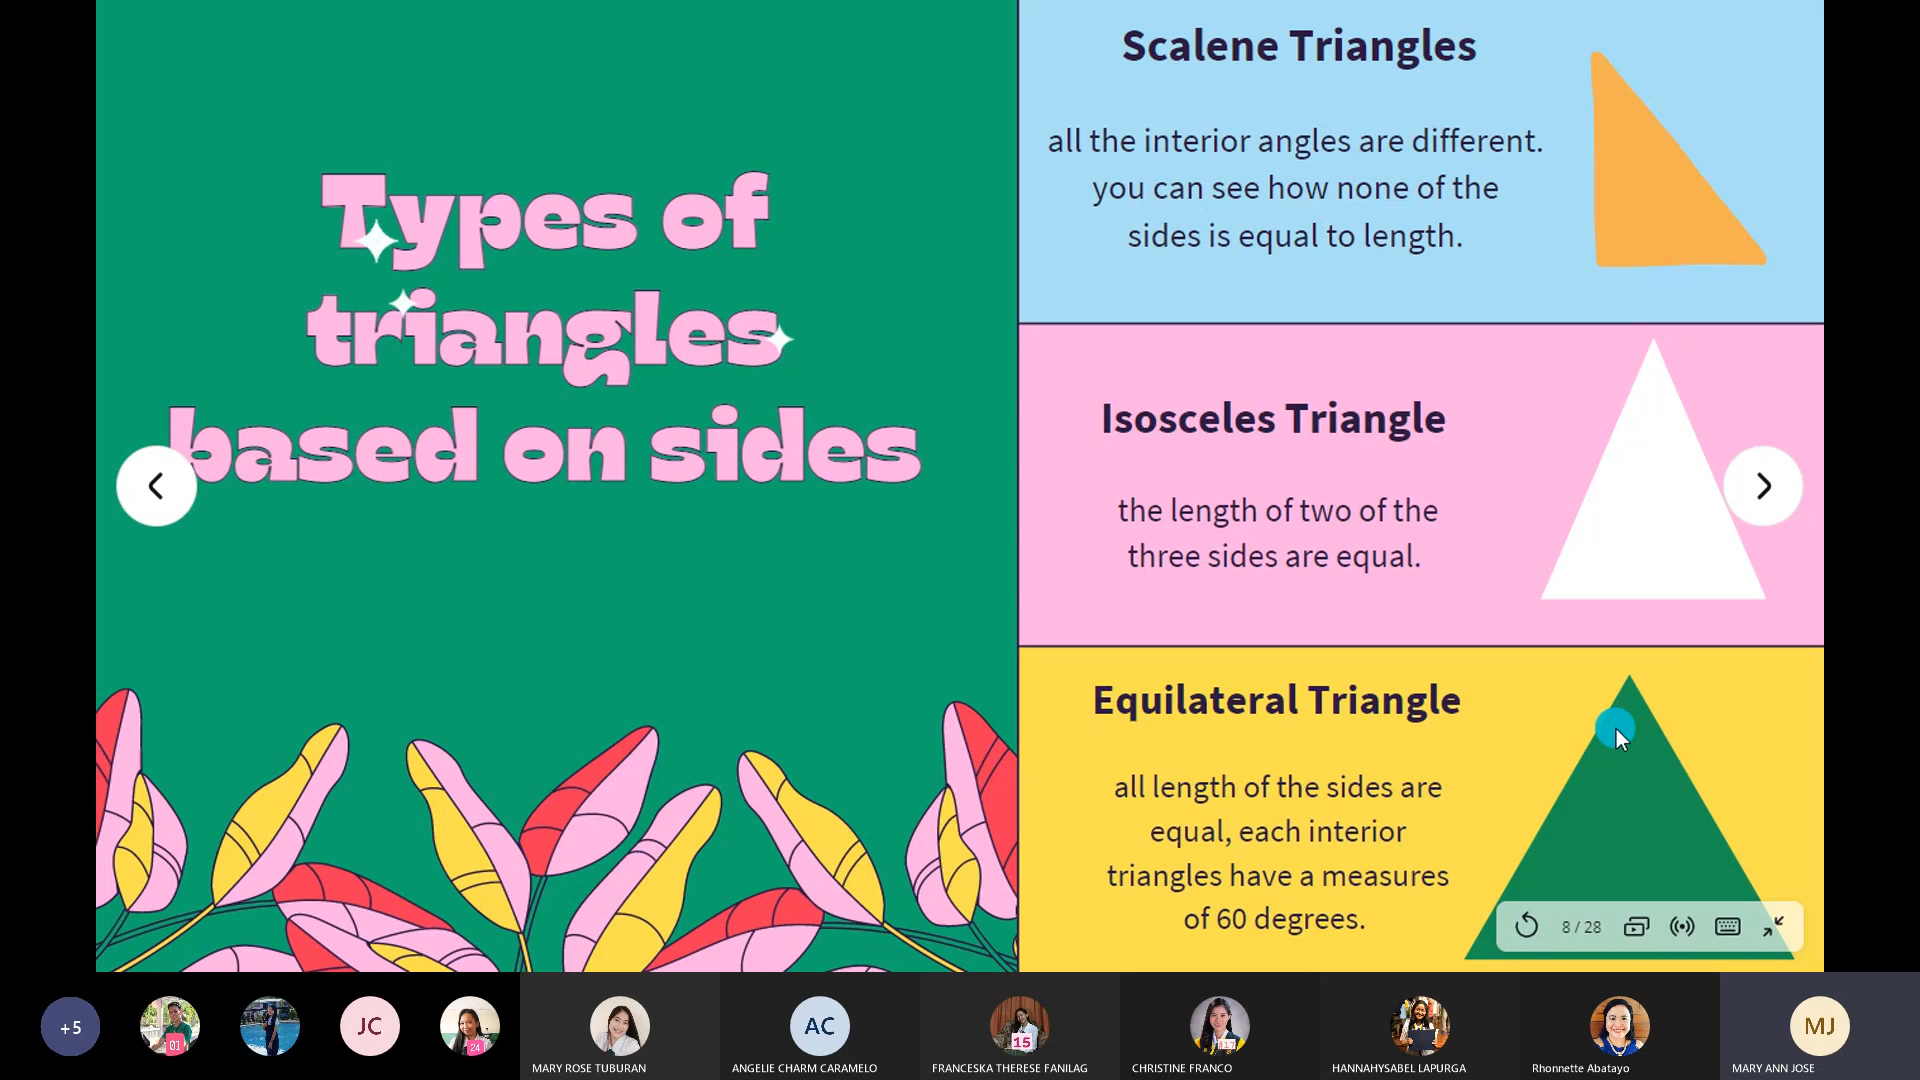 Types of
triangles
based on sides
Scalene Triangles
all the interior angles are different.
you can see how none of the
sides is equal to length.
Isosceles Triangle
the length of two of the
three sides are equal.
Equilateral Triangle
all length of the sides are
equal, each interior
triangles have a measures
of 60 degrees.
8 / 28
+5
01
JC
24
AC
15
MJ
MARY ROSE TUBURAN
ANGELIE CHARM CARAMELO
FRANCESKA THERESE FANILAG
CHRISTINE FRANCO
HANNAHYSABEL LAPURGA
Rhonnette Abatayo
MARY ANN JOSE